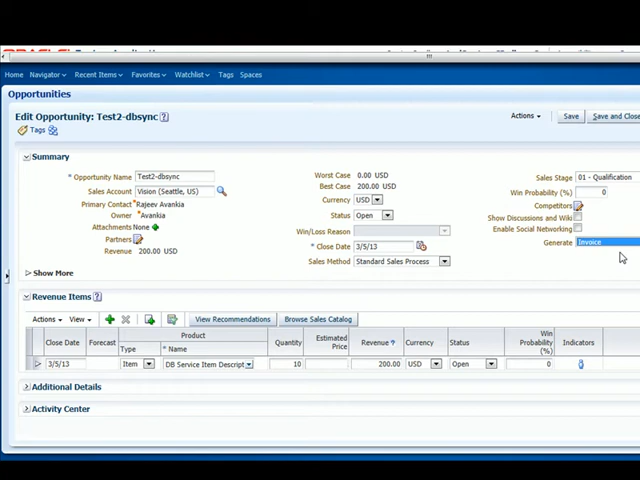 Home Navigator Recent Items Favorites Watchlist Tags Spaces
Opportunities
Edit Opportunity: Test2-dbsync ? Actions Save Save and Close
Tags
Summary
* Opportunity Name Test2-dbsync Worst Case 0.00 USD Sales Stage 01 - Qualification
Sales Account Vision (Seattle, US) Best Case 200.00 USD Win Probability (%) 0
Primary Contact * Rajeev Avankia Currency USD Competitors
Owner * Avankia Status Open Show Discussions and Wiki
Attachments None Win/Loss Reason Enable Social Networking
Partners * Close Date 3/5/13 Generate Invoice
Revenue 200.00 USD Sales Method Standard Sales Process
Show More
Revenue Items
Actions View View Recommendations Browse Sales Catalog
Close Date Forecast Product Type * Name Quantity Estimated Price Revenue ? Currency Status Win Probability (%) Indicators
3/5/13 Item DB Service Item Descript 10 200.00 USD Open 0
Additional Details
Activity Center